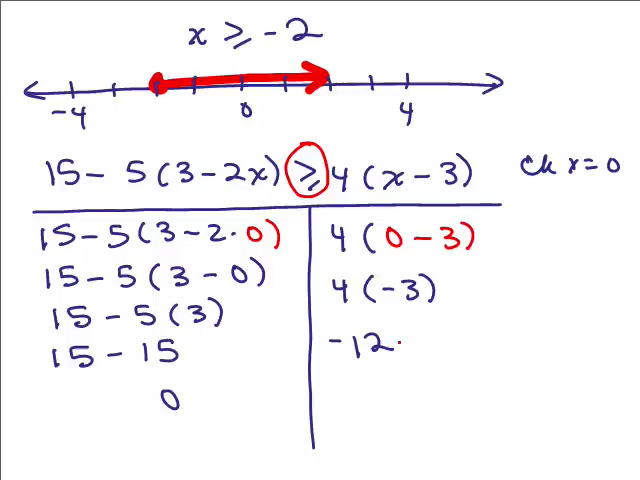 x ≥ -2
-4 0 4
15 - 5(3 - 2x) ≥ 4(x - 3) ck x = 0
15 - 5(3 - 2·0) 4(0 - 3)
15 - 5(3 - 0) 4(-3)
15 - 5(3)
15 - 15 -12
0